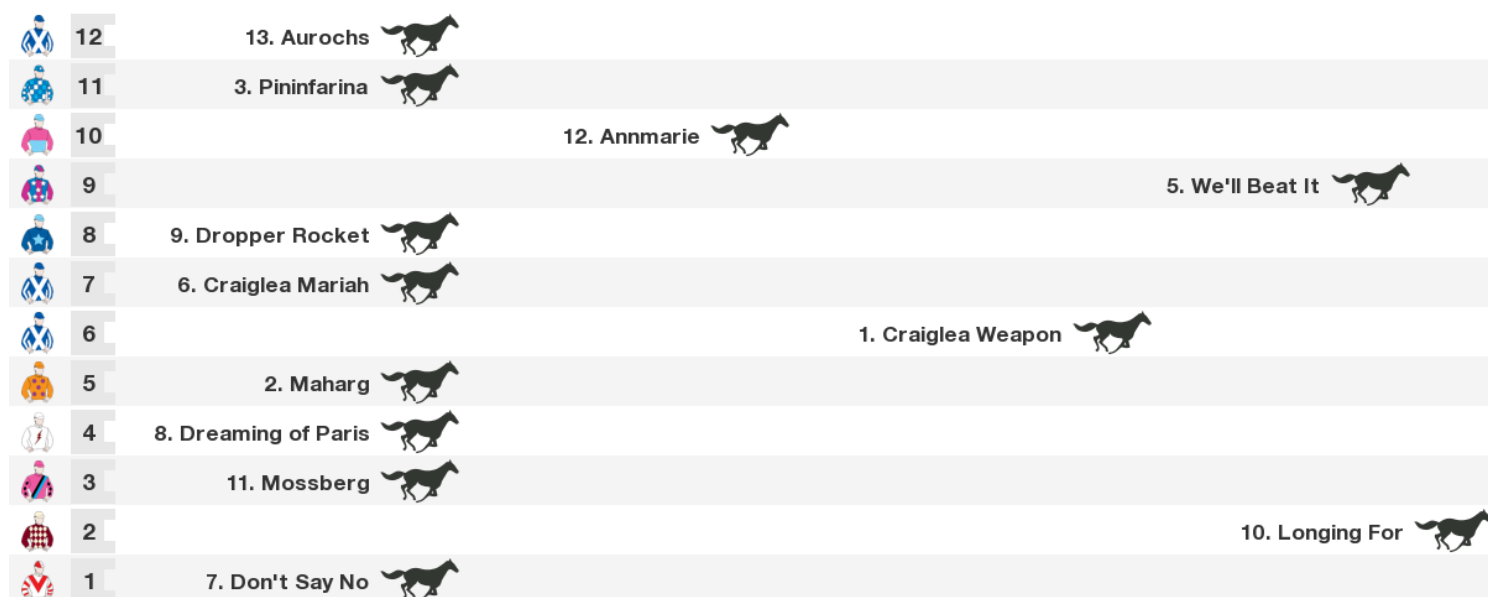 12 13. Aurochs
11 3. Pininfarina
10 12. Annmarie
9 5. We'll Beat It
8 9. Dropper Rocket
7 6. Craiglea Mariah
6 1. Craiglea Weapon
5 2. Maharg
4 8. Dreaming of Paris
3 11. Mossberg
2 10. Longing For
1 7. Don't Say No